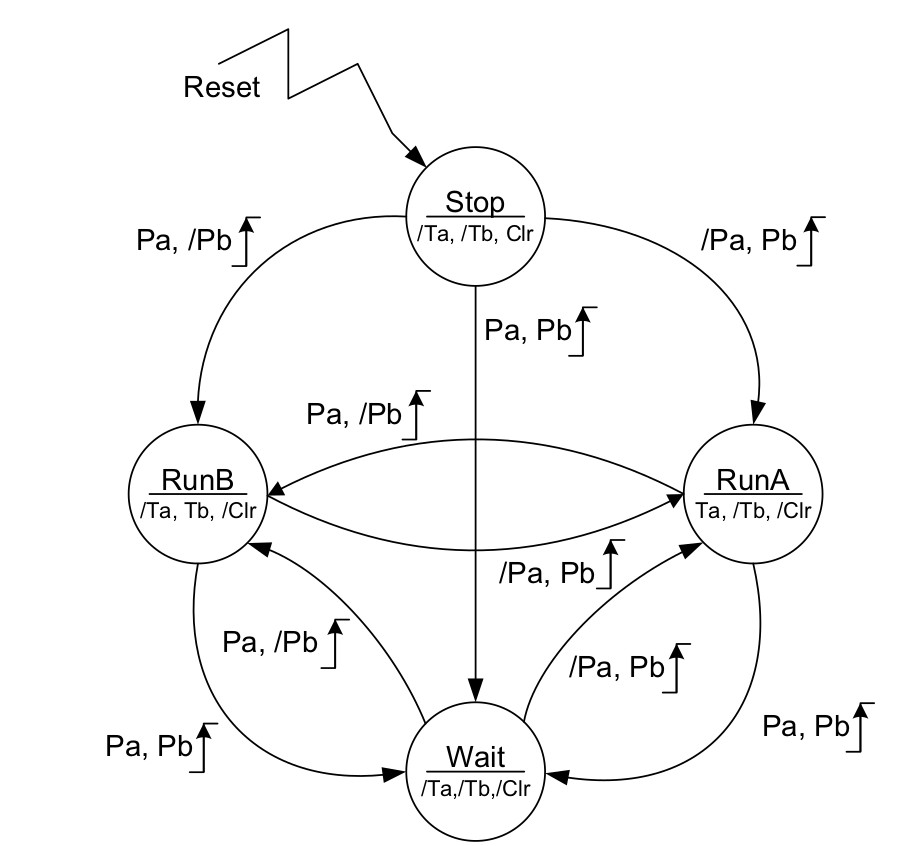 Reset
Stop
/Ta, /Tb, Clr
Pa, /Pb
/Pa, Pb
Pa, Pb
Pa, /Pb
RunB
/Ta, Tb, /Clr
RunA
Ta, /Tb, /Clr
/Pa, Pb
Pa, /Pb
/Pa, Pb
Pa, Pb
Pa, Pb
Wait
/Ta,/Tb,/Clr